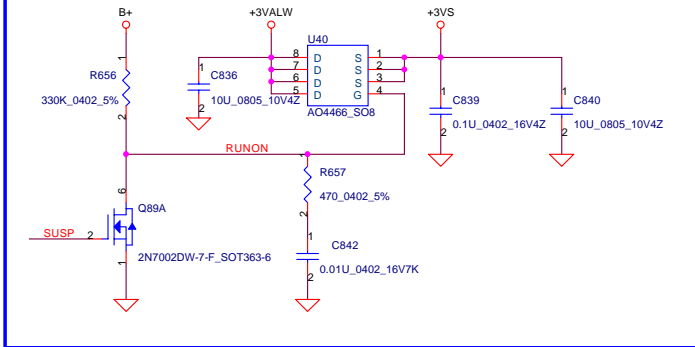 B+
+3VALW
+3VS
U40
1
R656
330K_0402_5%
2
1
C836
2
10U_0805_10V4Z
8 D S 1
7 D S 2
6 D S 3
5 D G 4
AO4466_SO8
1
C839
2
0.1U_0402_16V4Z
1
C840
2
10U_0805_10V4Z
RUNON
1
R657
470_0402_5%
2
6
Q89A
SUSP
2
2N7002DW-7-F_SOT363-6
1
1
C842
2
0.01U_0402_16V7K